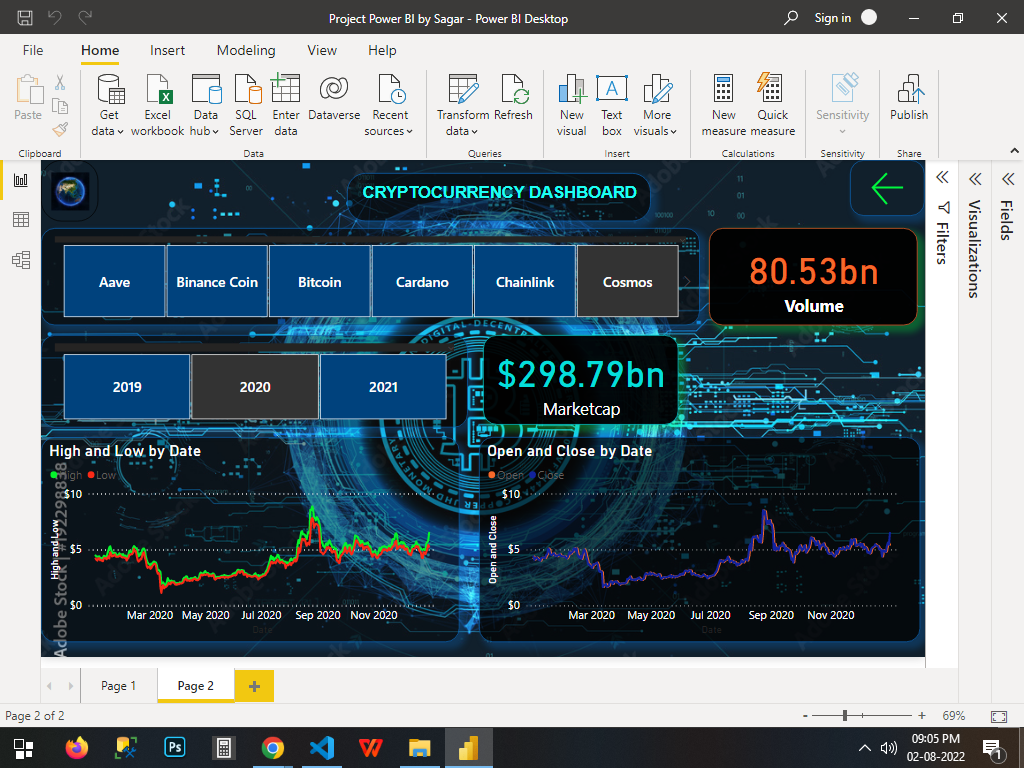 Project Power BI by Sagar - Power BI Desktop
Sign in
File Home Insert Modeling View Help
Paste
Get data
Excel workbook
Data hub
SQL Server
Enter data
Dataverse
Recent sources
Transform data
Refresh
New visual
Text box
More visuals
New measure
Quick measure
Sensitivity
Publish
Clipboard
Data
Queries
Insert
Calculations
Sensitivity
Share
CRYPTOCURRENCY DASHBOARD
Filters
Visualizations
Fields
Aave
Binance Coin
Bitcoin
Cardano
Chainlink
Cosmos
80.53bn
Volume
2019
2020
2021
$298.79bn
Marketcap
High and Low by Date
High Low
High and Low
$10
$5
$0
Mar 2020 May 2020 Jul 2020 Sep 2020 Nov 2020
Date
Open and Close by Date
Open Close
Open and Close
$10
$5
$0
Mar 2020 May 2020 Jul 2020 Sep 2020 Nov 2020
Date
Adobe Stock #192298838
Page 1
Page 2
Page 2 of 2
- + 69%
Ps
09:05 PM
02-08-2022
1